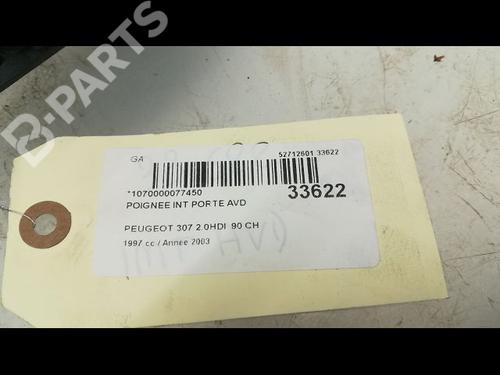 B-PARTS
GA
52712601 33622
*1070000077450
33622
POIGNEE INT PORTE AVD
PEUGEOT 307 2.0HDI 90 CH
1997 cc / Année 2003